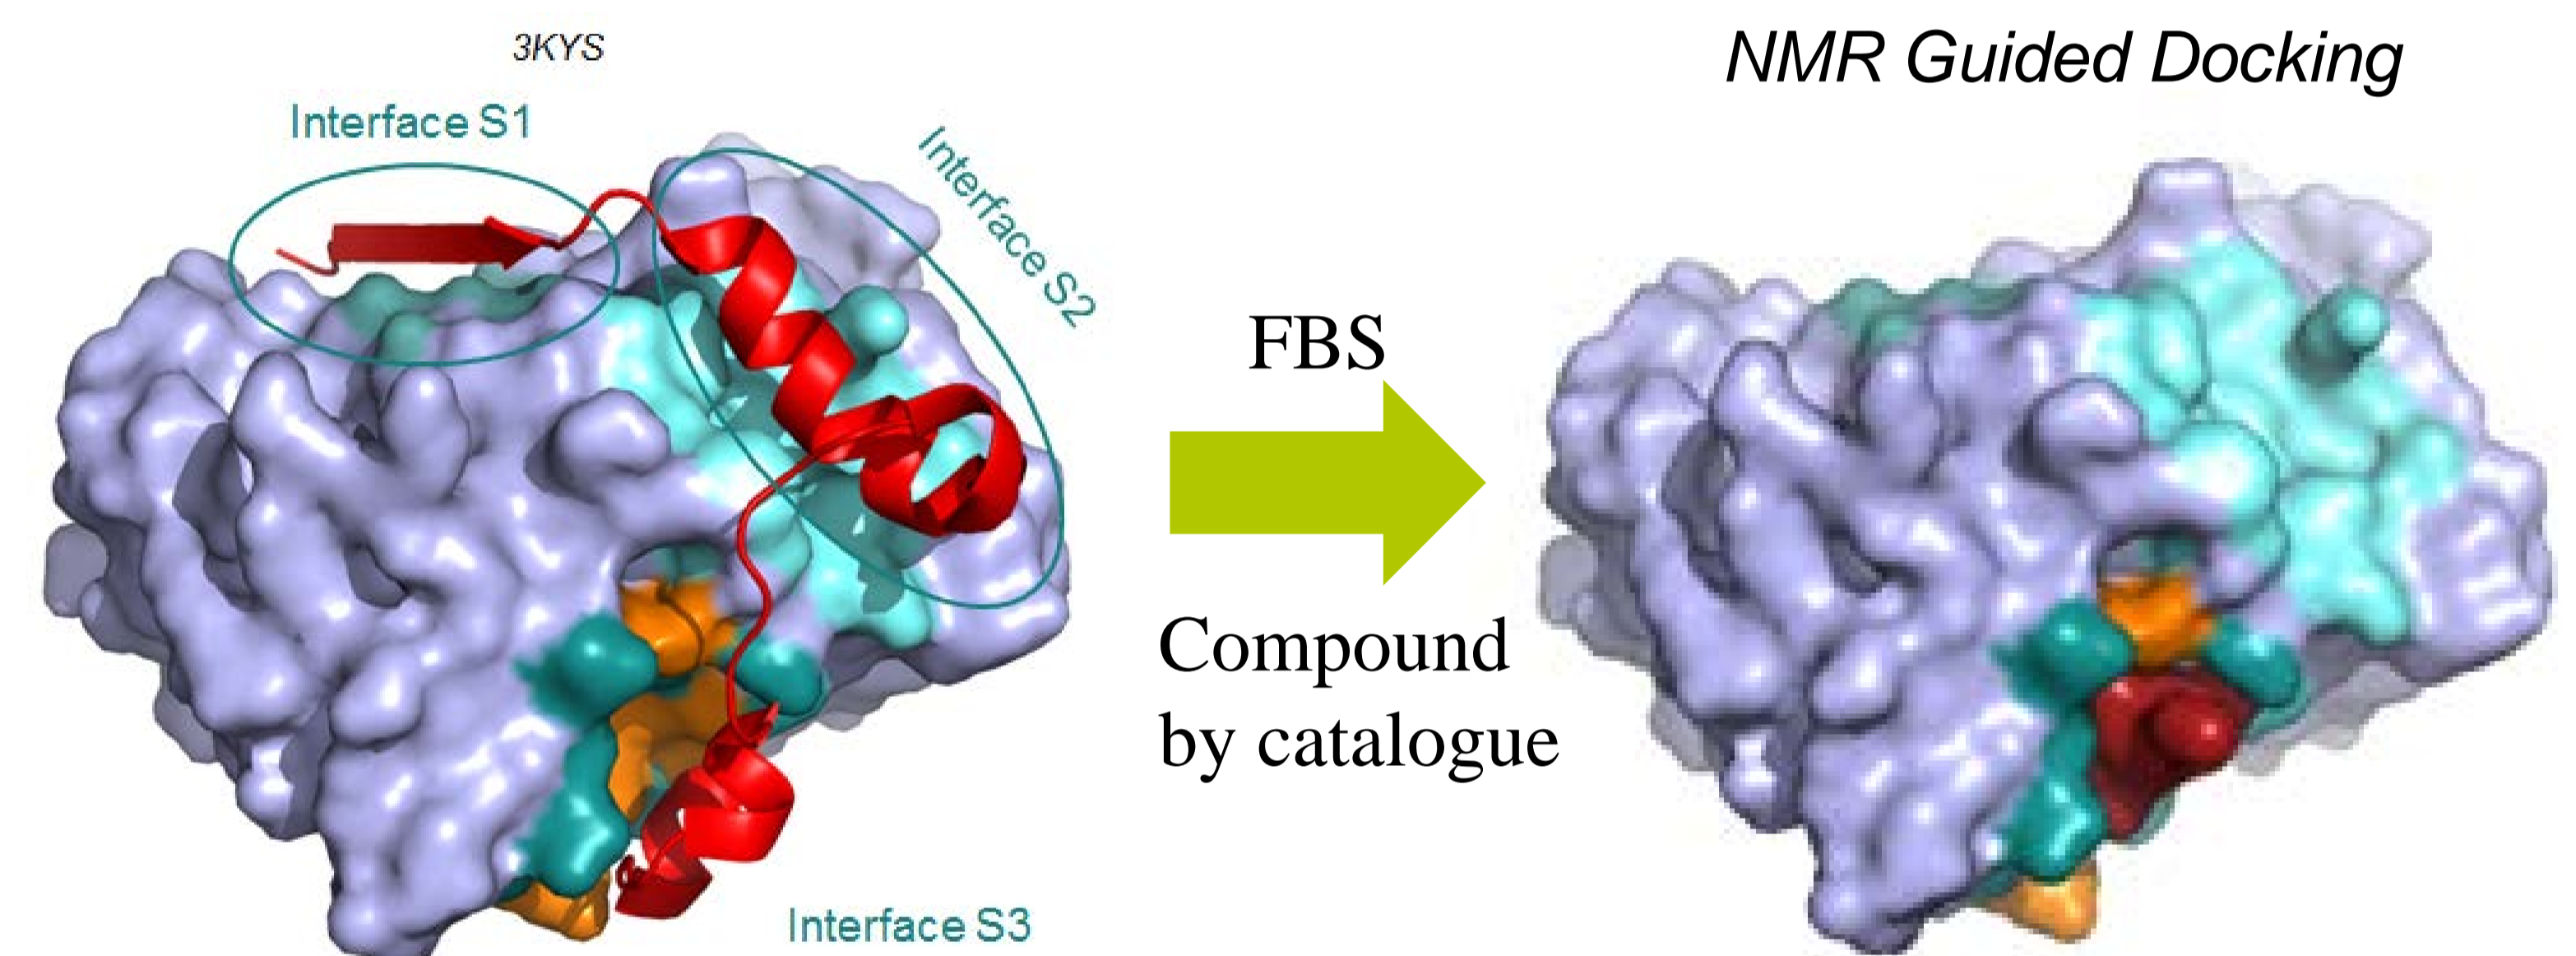 3KYS
Interface S1
Interface S2
Interface S3
FBS
Compound
by catalogue
NMR Guided Docking